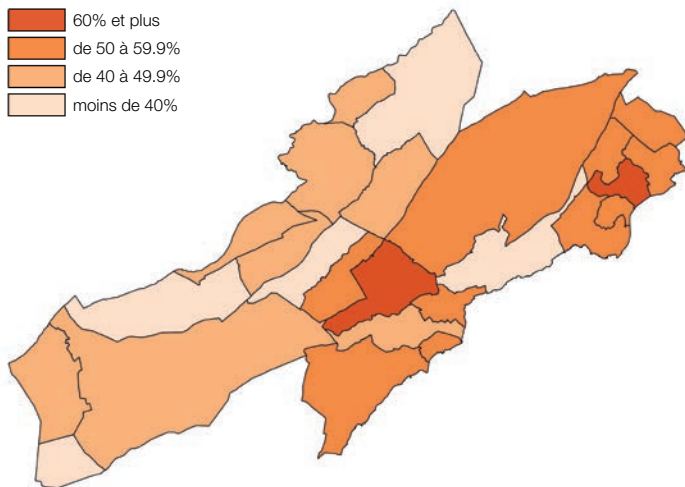 60% et plus
de 50 à 59.9%
de 40 à 49.9%
moins de 40%